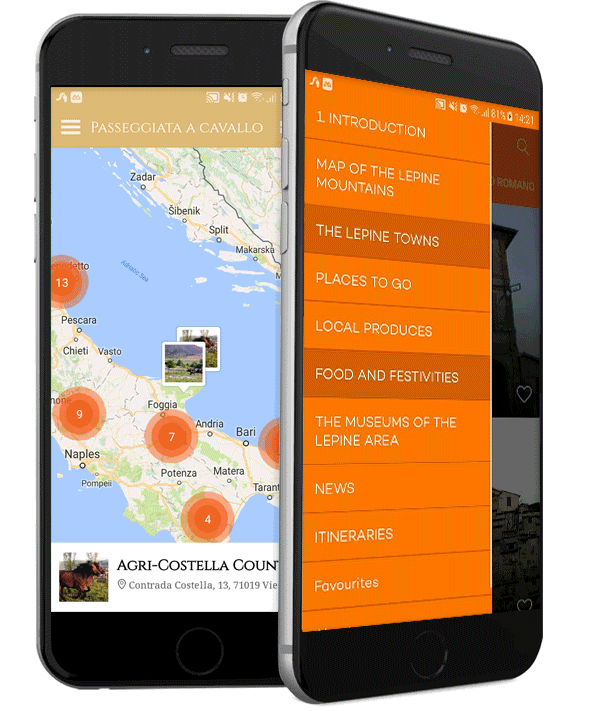 PASSEGGIATA A CAVALLO
Zadar
Šibenik
Split
Makarska
Adriatic Sea
nedetto
13
Pescara
Chieti
Vasto
9
Foggia
7
Andria
Bari
Naples
Pompeii
Potenza
Matera
Tarant
4
AGRI-COSTELLA COUNT
Contrada Costella, 13, 71019 Vie
81% 14:21
1. INTRODUCTION
MAP OF THE LEPINE
MOUNTAINS
THE LEPINE TOWNS
PLACES TO GO
LOCAL PRODUCES
FOOD AND FESTIVITIES
THE MUSEUMS OF THE
LEPINE AREA
NEWS
ITINERARIES
Favourites
O ROMANO